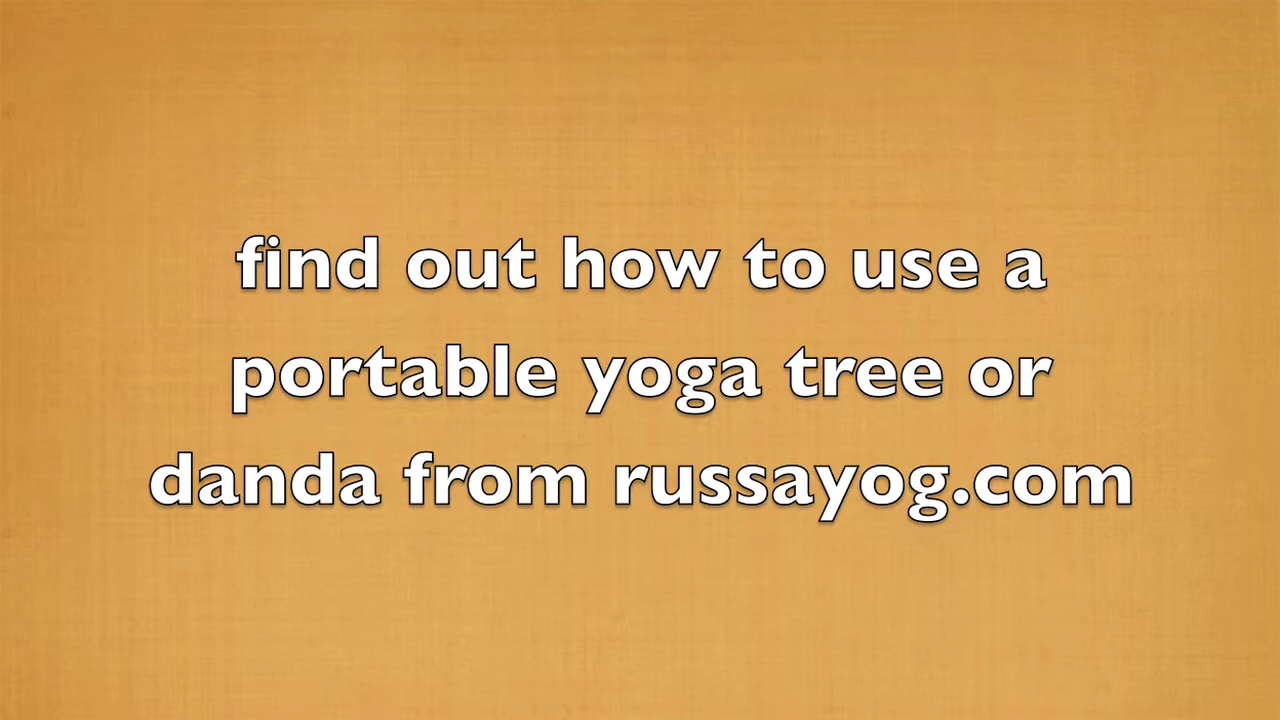 find out how to use a
portable yoga tree or
danda from russayog.com